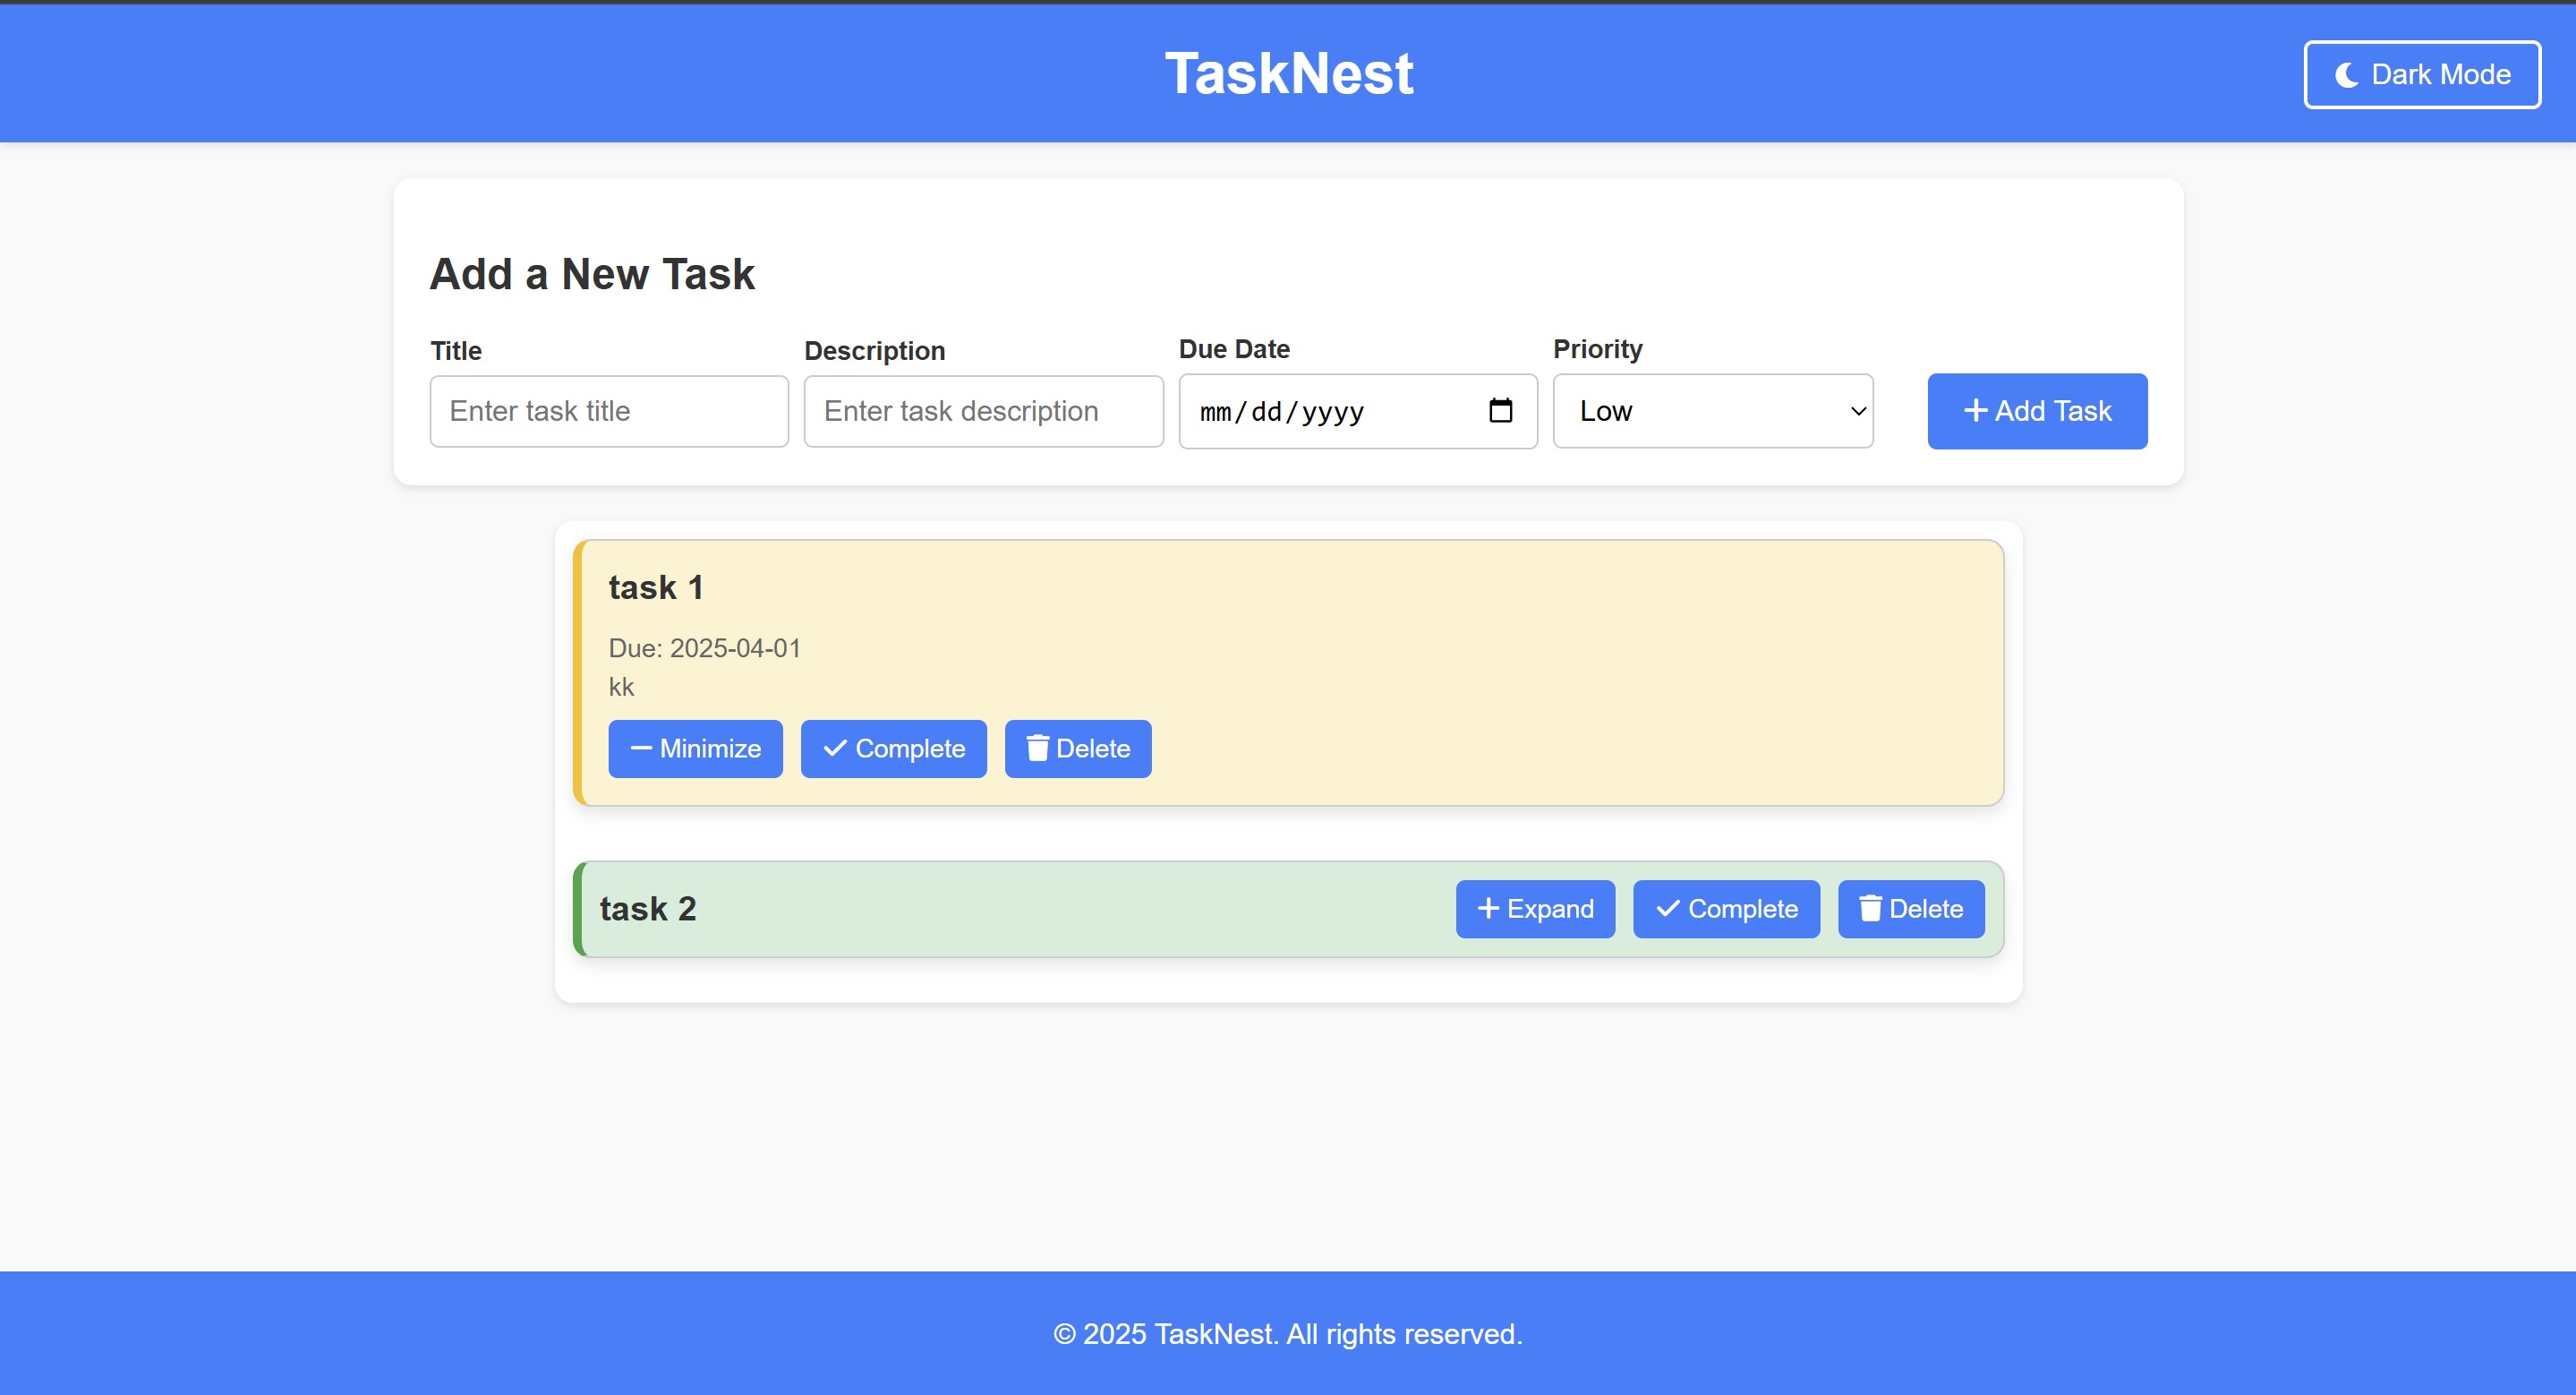 TaskNest
Dark Mode
Add a New Task
Title
Enter task title
Description
Enter task description
Due Date
mm/dd/yyyy
Priority
Low
Add Task
task 1
Due: 2025-04-01
kk
Minimize
Complete
Delete
task 2
Expand
Complete
Delete
© 2025 TaskNest. All rights reserved.